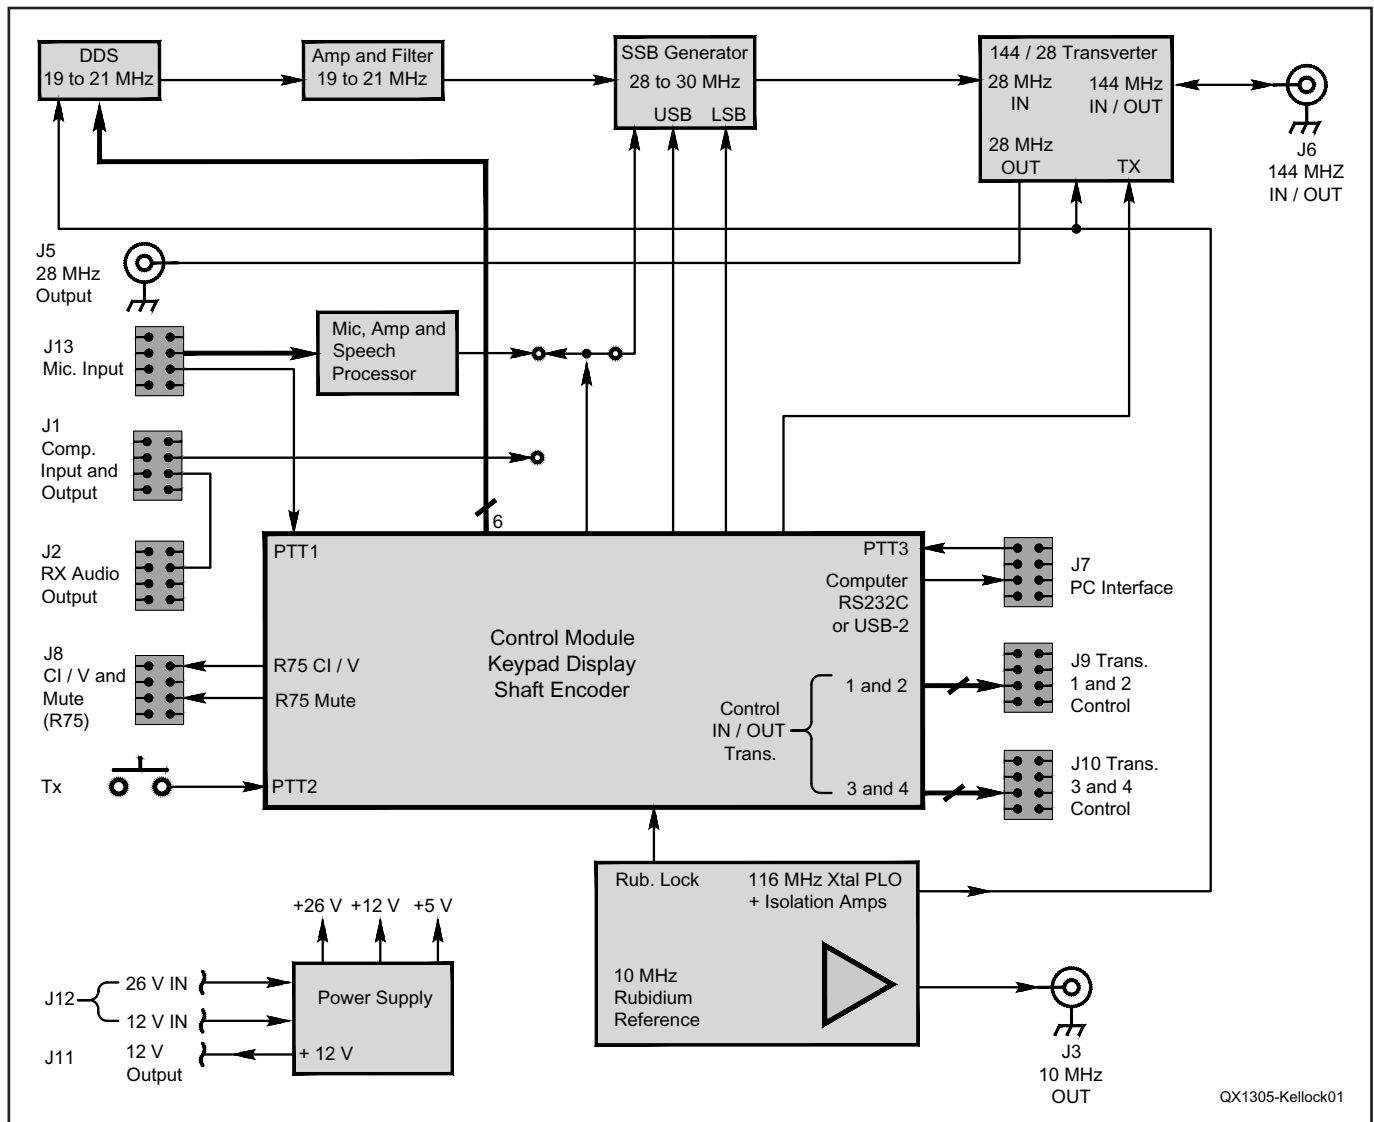 DDS
19 to 21 MHz
Amp and Filter
19 to 21 MHz
SSB Generator
28 to 30 MHz
USB LSB
144 / 28 Transverter
28 MHz
IN
144 MHz
IN / OUT
28 MHz
OUT
TX
J6
144 MHZ
IN / OUT
J5
28 MHz
Output
J13
Mic. Input
Mic, Amp and
Speech
Processor
J1
Comp.
Input and
Output
J2
RX Audio
Output
6
PTT1
PTT3
Computer
RS232C
or USB-2
J7
PC Interface
Control Module
Keypad Display
Shaft Encoder
J8
CI / V and
Mute
(R75)
R75 CI / V
R75 Mute
Control
IN / OUT
Trans.
1 and 2
3 and 4
J9 Trans.
1 and 2
Control
J10 Trans.
3 and 4
Control
Tx
PTT2
Rub. Lock
116 MHz Xtal PLO
+ Isolation Amps
10 MHz
Rubidium
Reference
J3
10 MHz
OUT
+26 V +12 V +5 V
J12
26 V IN
12 V IN
Power Supply
J11
12 V
Output
+ 12 V
QX1305-Kellock01